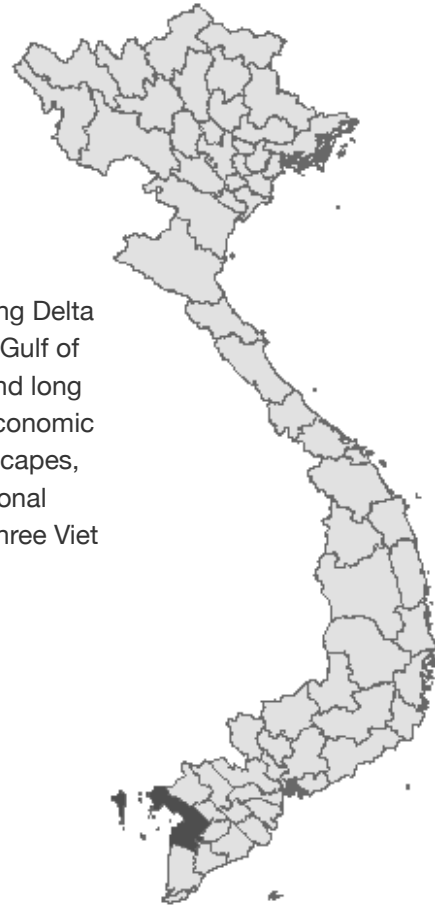 ng Delta
Gulf of
nd long
conomic
capes,
onal
hree Viet